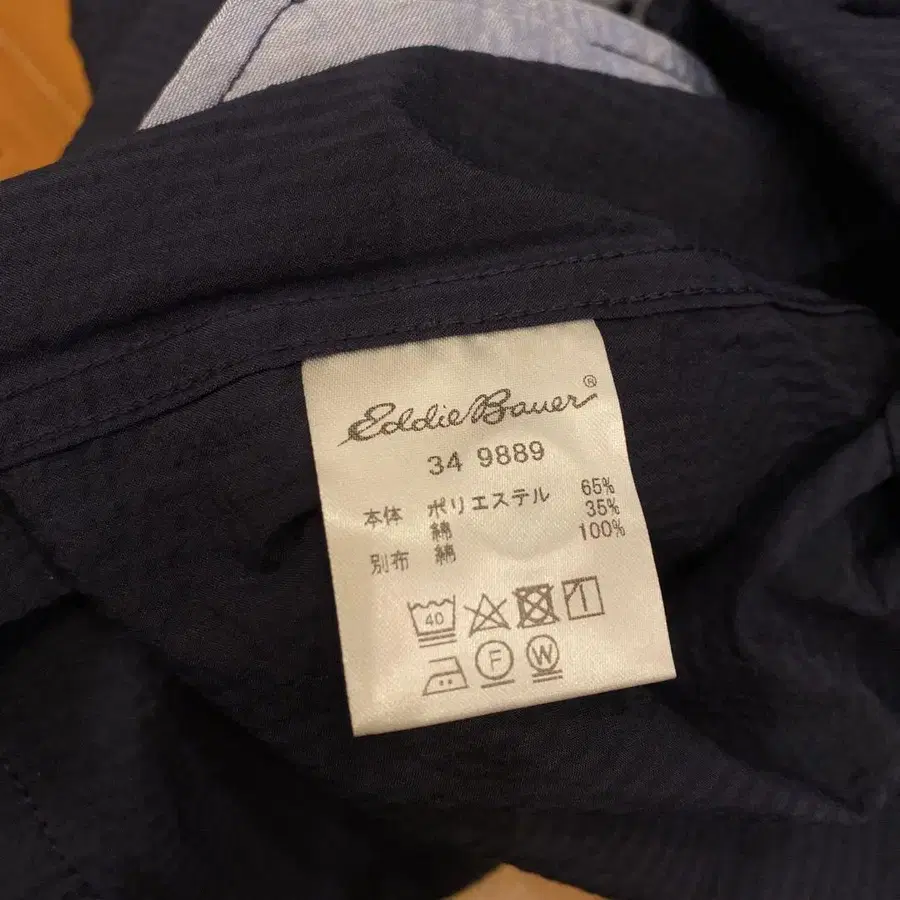 Eddie Bauer®
34 9889
本体 ポリエステル 65%
綿 35%
別布 綿 100%
40
F W